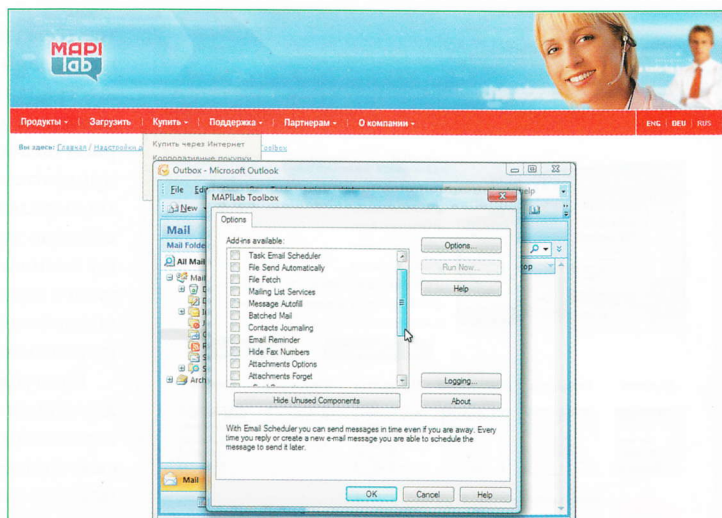 MAPI
lab
Продукты Загрузить Купить Поддержка Партнерам О компании ENG DEU RUS
Вы здесь: Главная / Надстройки д Toolbox
Купить через Интернет
Корпоративные покупки
Outbox - Microsoft Outlook
File Edi elp
New
MAPILab Toolbox
Options
Mail
Mail Folde
All Mai
Mai
Arch
Add-ins available:
Task Email Scheduler
File Send Automatically
File Fetch
Mailing List Services
Message Autofill
Batched Mail
Contacts Journaling
Email Reminder
Hide Fax Numbers
Attachments Options
Attachments Forget
Options...
Run Now...
Help
Logging...
Hide Unused Components
About
With Email Scheduler you can send messages in time even if you are away. Every
time you reply or create a new e-mail message you are able to schedule the
message to send it later.
Mail
OK Cancel Help